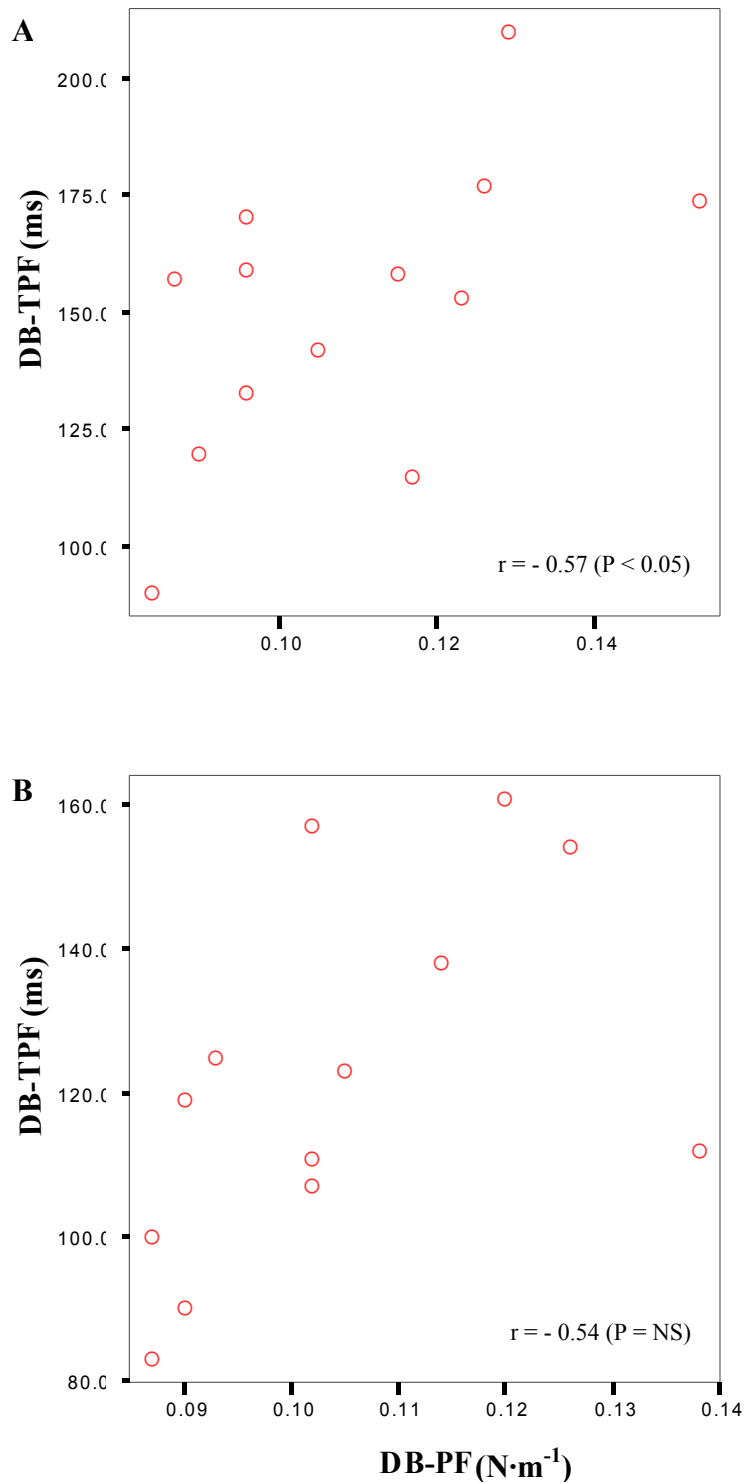 A
DB-TPF (ms)
200.0
175.0
150.0
125.0
100.0
r = - 0.57 (P < 0.05)
0.10 0.12 0.14
B
DB-TPF (ms)
160.0
140.0
120.0
100.0
80.0
r = - 0.54 (P = NS)
0.09 0.10 0.11 0.12 0.13 0.14
DB-PF (N·m⁻¹)